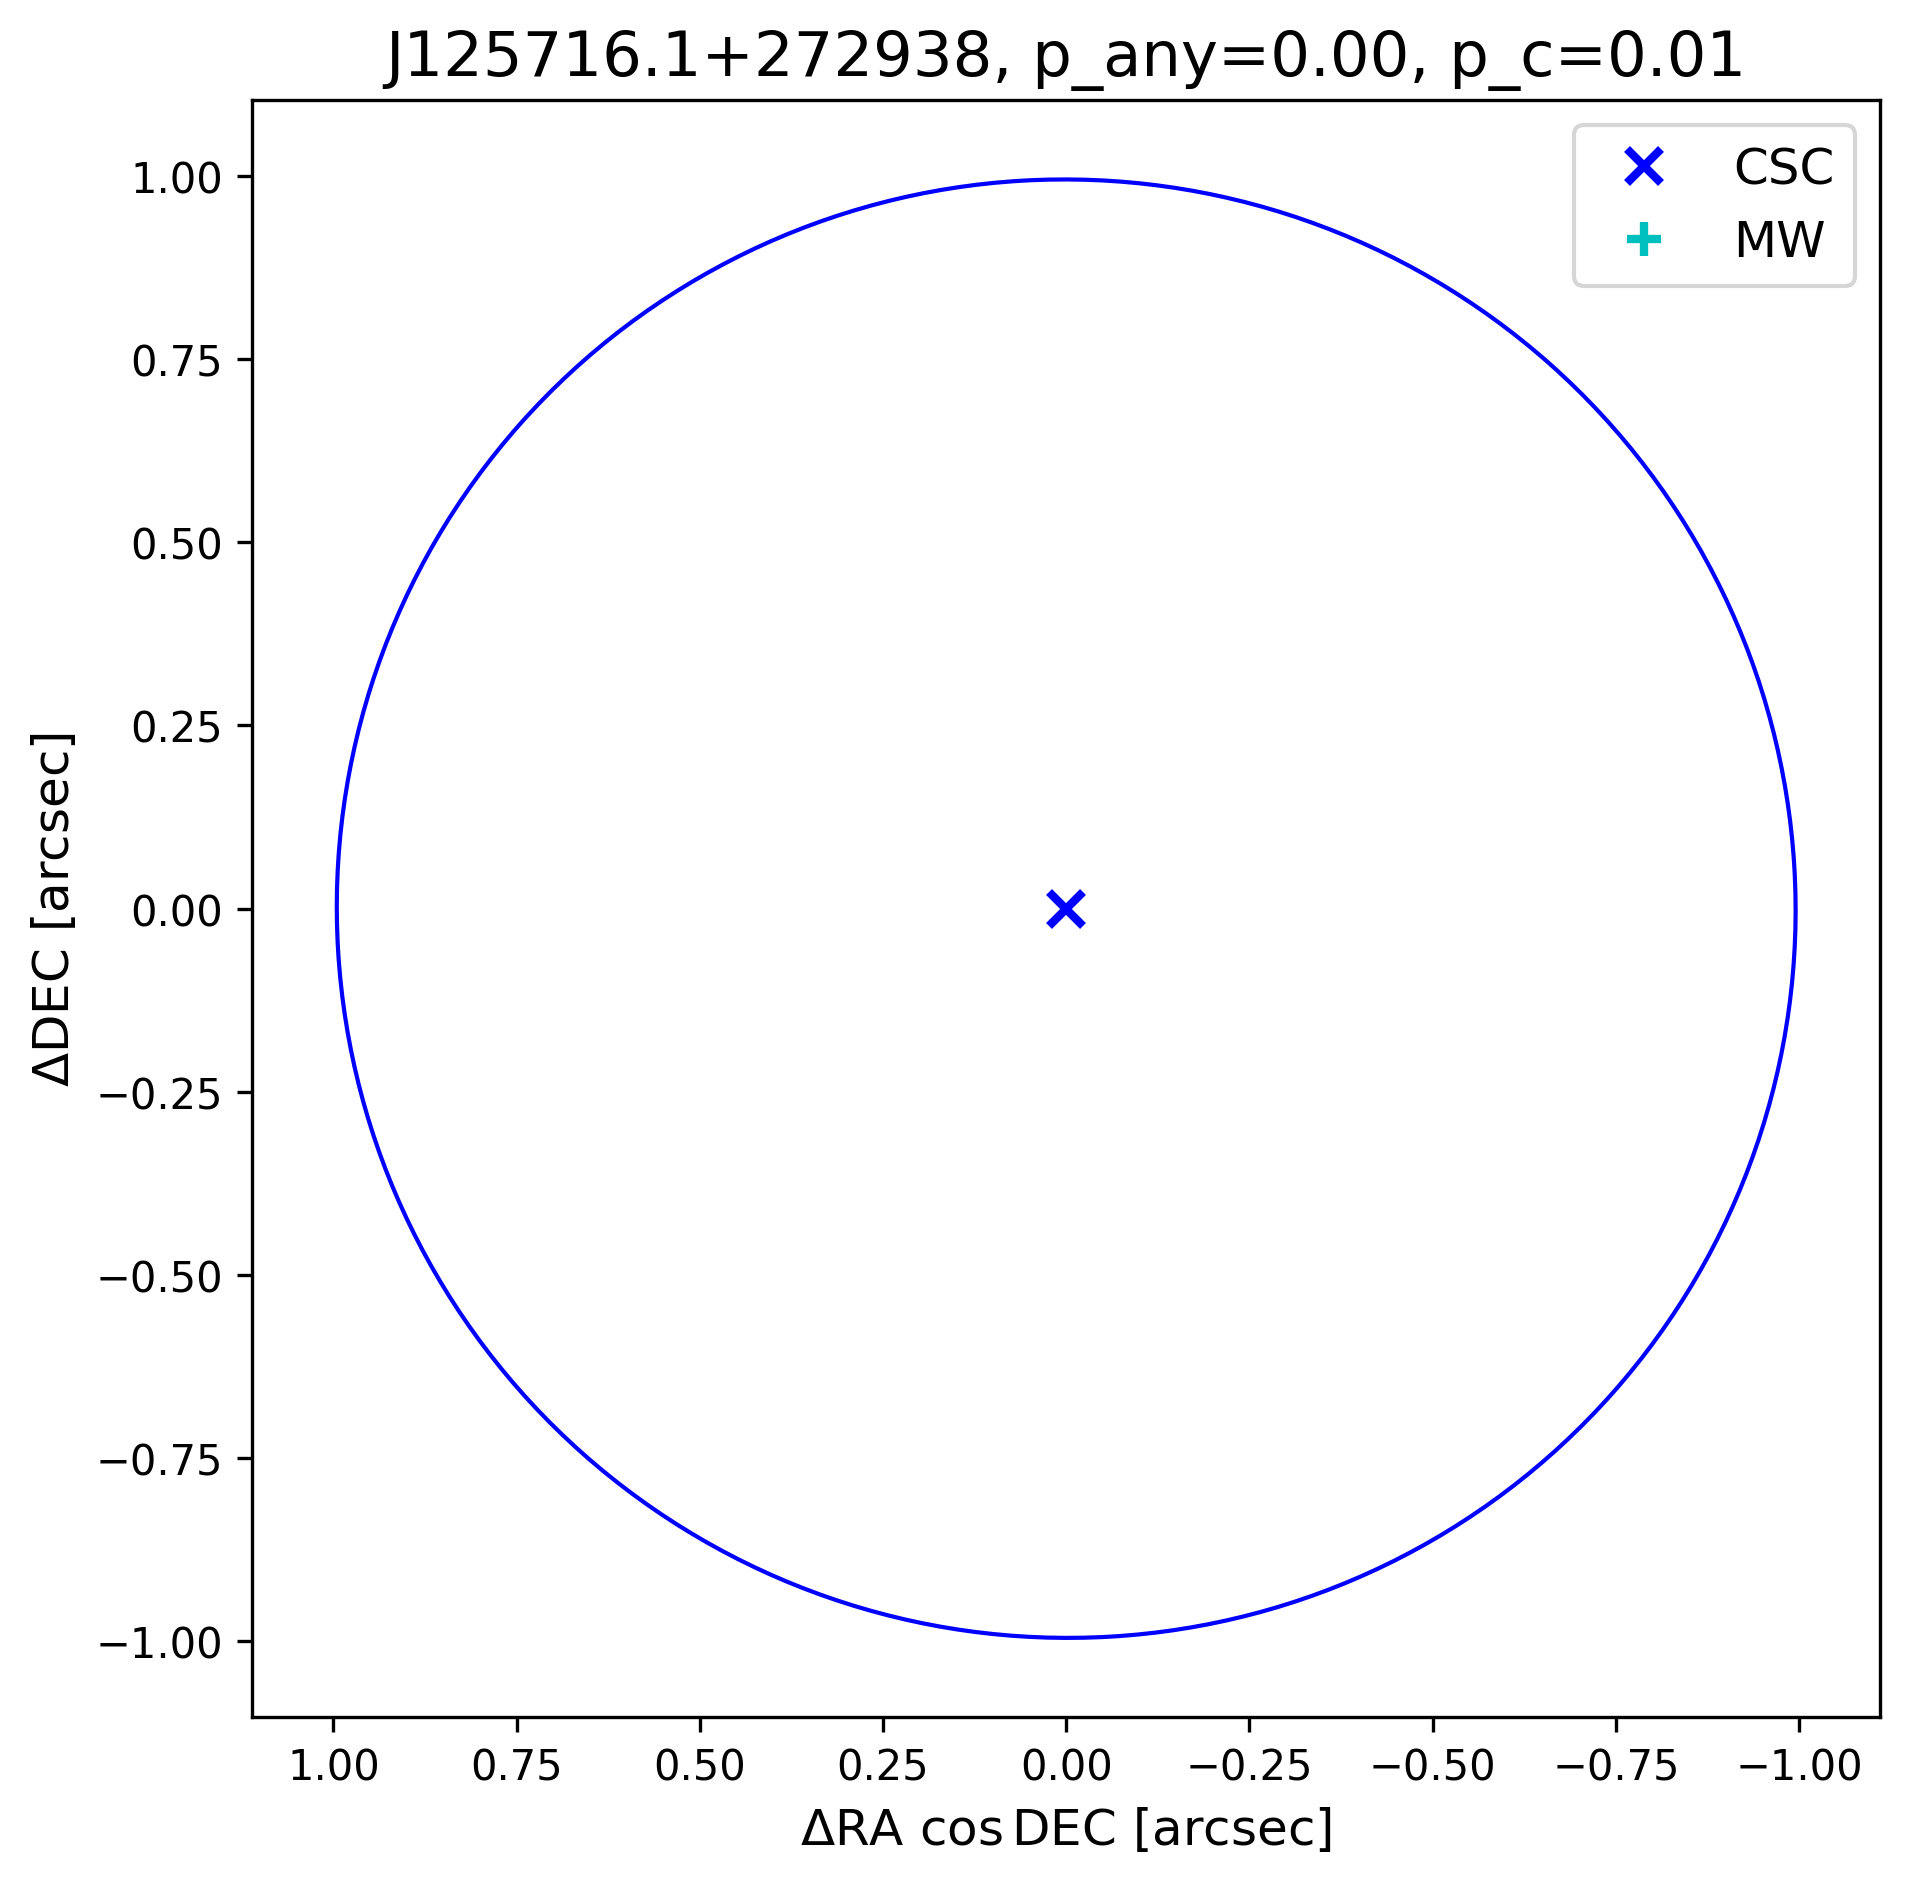 J125716.1+272938, p_any=0.00, p_c=0.01
CSC
MW
1.00
0.75
0.50
0.25
0.00
−0.25
−0.50
−0.75
−1.00
ΔDEC [arcsec]
1.00 0.75 0.50 0.25 0.00 −0.25 −0.50 −0.75 −1.00
ΔRA cos DEC [arcsec]